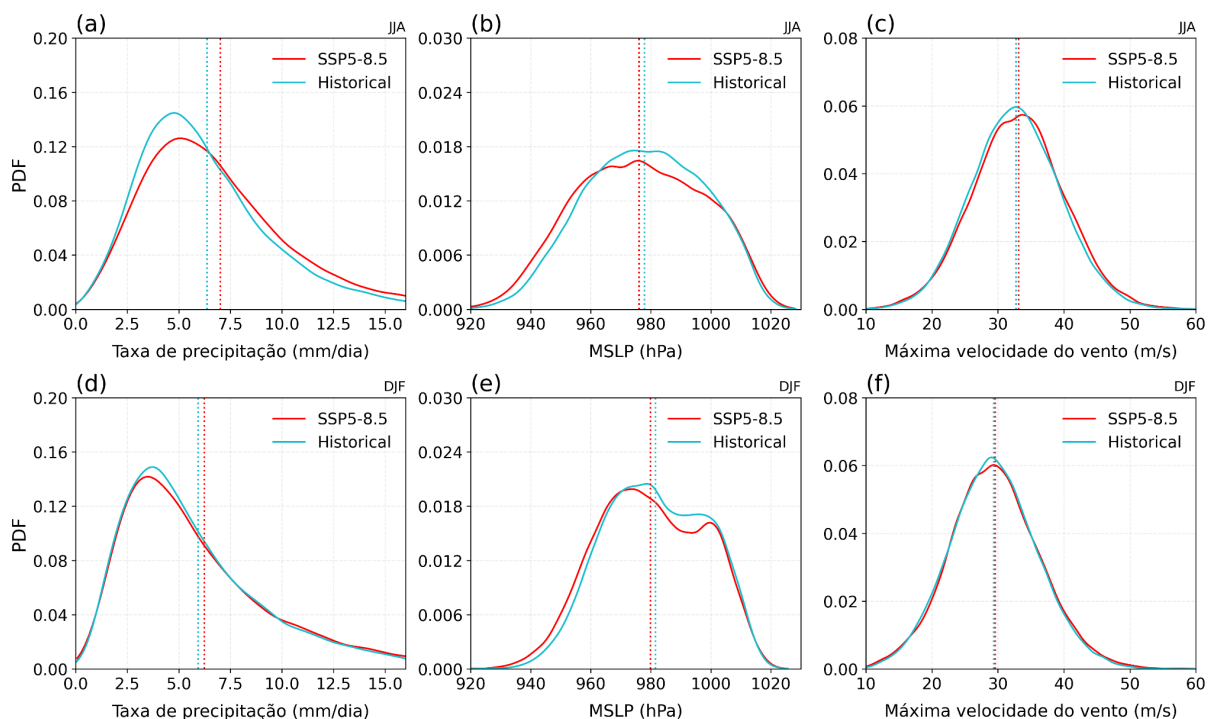 (a) JJA
0.20
0.16
0.12
0.08
0.04
0.00
PDF
SSP5-8.5
Historical
0.0 2.5 5.0 7.5 10.0 12.5 15.0
Taxa de precipitação (mm/dia)
(b) JJA
0.030
0.024
0.018
0.012
0.006
0.000
SSP5-8.5
Historical
920 940 960 980 1000 1020
MSLP (hPa)
(c) JJA
0.08
0.06
0.04
0.02
0.00
SSP5-8.5
Historical
10 20 30 40 50 60
Máxima velocidade do vento (m/s)
(d) DJF
0.20
0.16
0.12
0.08
0.04
0.00
PDF
SSP5-8.5
Historical
0.0 2.5 5.0 7.5 10.0 12.5 15.0
Taxa de precipitação (mm/dia)
(e) DJF
0.030
0.024
0.018
0.012
0.006
0.000
SSP5-8.5
Historical
920 940 960 980 1000 1020
MSLP (hPa)
(f) DJF
0.08
0.06
0.04
0.02
0.00
SSP5-8.5
Historical
10 20 30 40 50 60
Máxima velocidade do vento (m/s)